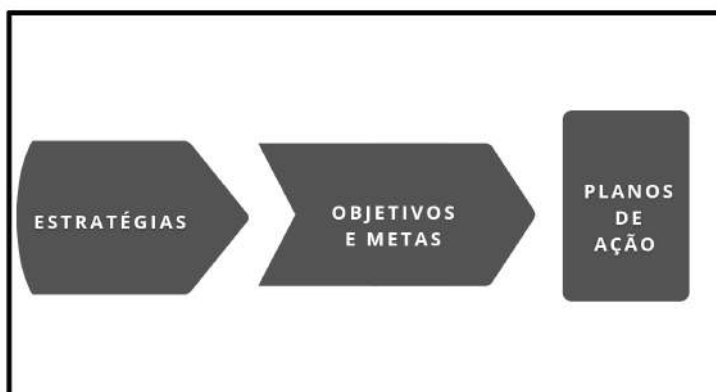 ESTRATÉGIAS
OBJETIVOS
E METAS
PLANOS
DE
AÇÃO